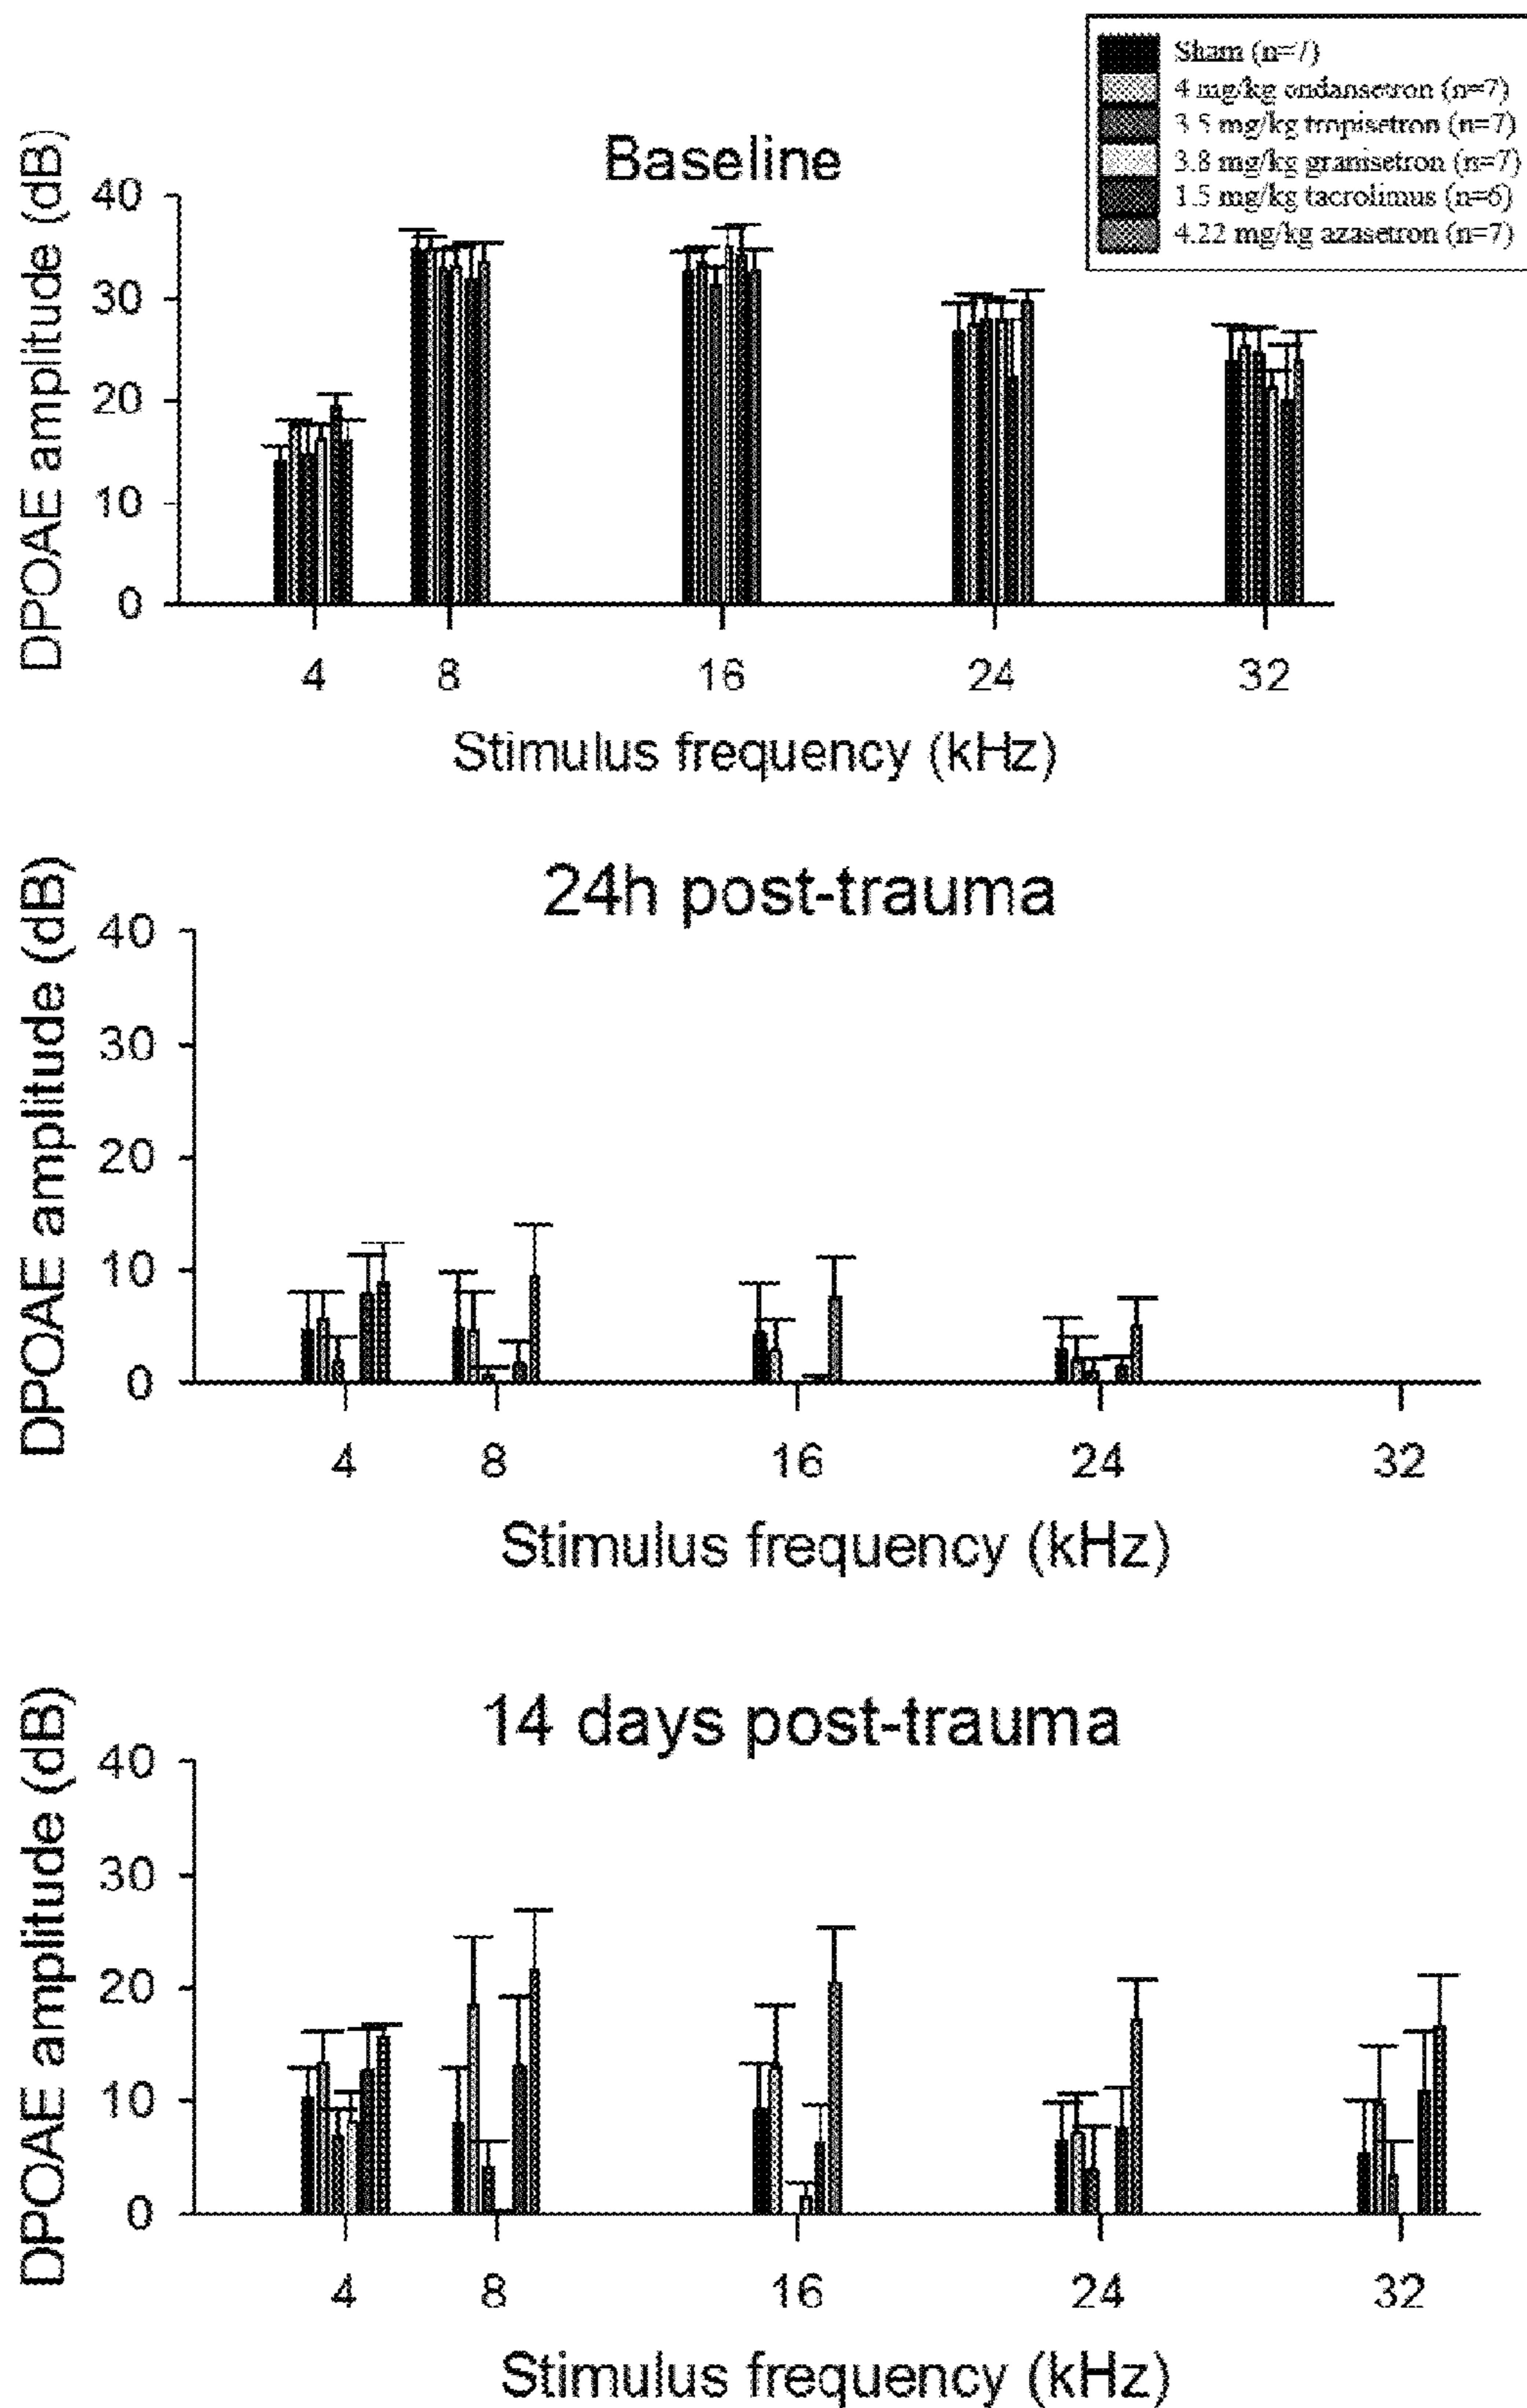 Sham (n=7)
4 mg/kg ondansetron (n=7)
3.5 mg/kg tropisetron (n=7)
3.8 mg/kg granisetron (n=7)
1.5 mg/kg tacrolimus (n=6)
4.22 mg/kg azasetron (n=7)
Baseline
DPOAE amplitude (dB)
40
30
20
10
0
4 8 16 24 32
Stimulus frequency (kHz)
24h post-trauma
DPOAE amplitude (dB)
40
30
20
10
0
4 8 16 24 32
Stimulus frequency (kHz)
14 days post-trauma
DPOAE amplitude (dB)
40
30
20
10
0
4 8 16 24 32
Stimulus frequency (kHz)